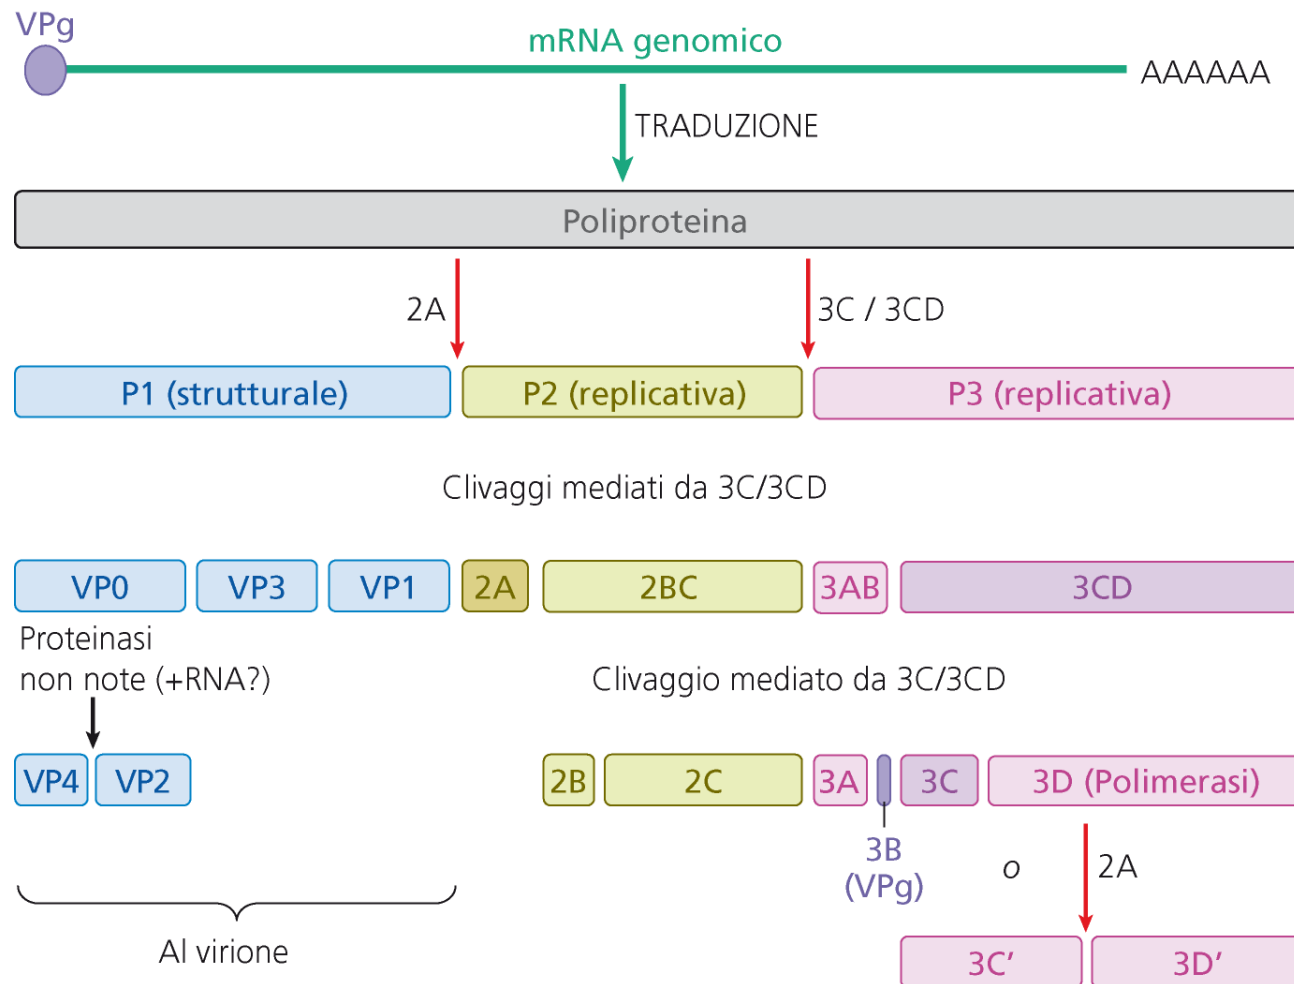 VPg
mRNA genomico
AAAAAA
TRADUZIONE
Poliproteina
2A
3C / 3CD
P1 (strutturale)
P2 (replicativa)
P3 (replicativa)
Clivaggi mediati da 3C/3CD
VP0
VP3
VP1
2A
2BC
3AB
3CD
Proteinasi
non note (+RNA?)
Clivaggio mediato da 3C/3CD
VP4
VP2
2B
2C
3A
3C
3D (Polimerasi)
3B
(VPg)
o
2A
Al virione
3C’
3D’